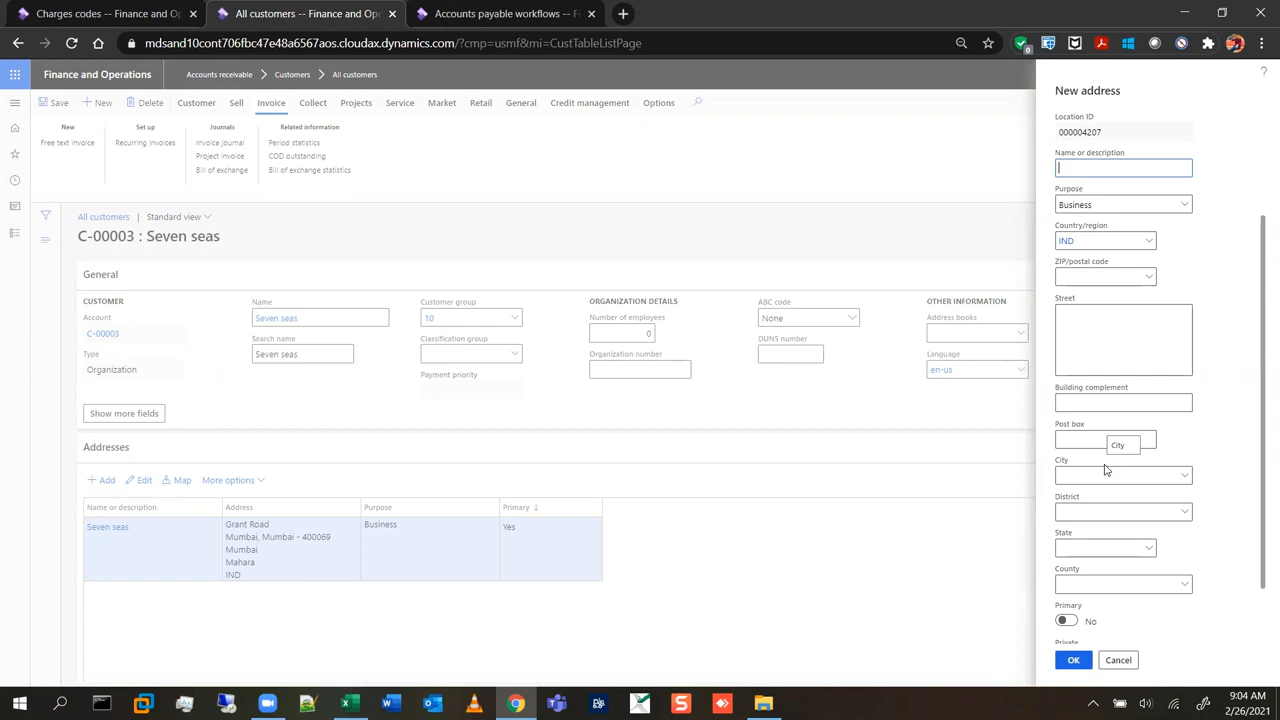 Charges codes -- Finance and Op
All customers -- Finance and Ope
Accounts payable workflows -- Fi
mdsand10cont706fbc47e48a6567aos.cloudax.dynamics.com/?cmp=usmf&mi=CustTableListPage
Finance and Operations
Accounts receivable > Customers > All customers
Save
New
Delete
Customer
Sell
Invoice
Collect
Projects
Service
Market
Retail
General
Credit management
Options
New
Free text invoice
Set up
Recurring invoices
Journals
Invoice journal
Project invoice
Bill of exchange
Related information
Period statistics
COD outstanding
Bill of exchange statistics
All customers | Standard view
C-00003 : Seven seas
General
CUSTOMER
Account
C-00003
Type
Organization
Name
Seven seas
Search name
Seven seas
Customer group
10
Classification group
Payment priority
ORGANIZATION DETAILS
Number of employees
0
Organization number
ABC code
None
DUNS number
OTHER INFORMATION
Address books
Language
en-us
Show more fields
Addresses
Add
Edit
Map
More options
Name or description
Address
Purpose
Primary
Seven seas
Grant Road
Mumbai, Mumbai - 400069
Mumbai
Mahara
IND
Business
Yes
?
New address
Location ID
000004207
Name or description
Purpose
Business
Country/region
IND
ZIP/postal code
Street
Building complement
Post box
City
City
District
State
County
Primary
No
Private
OK
Cancel
9:04 AM
2/26/2021